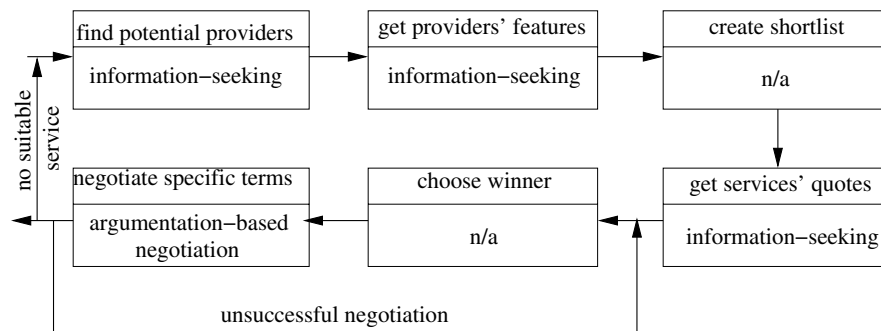 find potential providers
information−seeking
get providers’ features
information−seeking
create shortlist
n/a
no suitable
service
negotiate specific terms
argumentation−based
negotiation
choose winner
n/a
get services’ quotes
information−seeking
unsuccessful negotiation